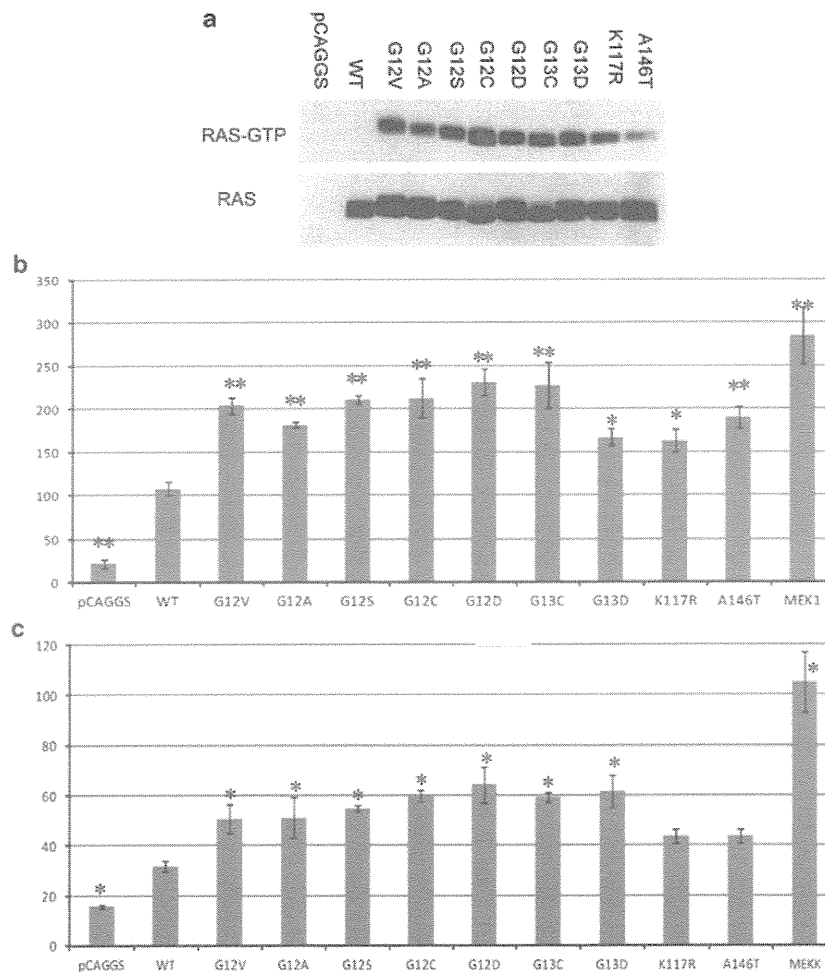 a
pCAGGS WT G12V G12A G12S G12C G12D G13C G13D K117R A146T
RAS-GTP
RAS
b
350
300
250
200
150
100
50
0
** ** ** ** ** ** ** * * ** **
pCAGGS WT G12V G12A G12S G12C G12D G13C G13D K117R A146T MEK1
c
120
100
80
60
40
20
0
* * * * * * * * *
pCAGGS WT G12V G12A G12S G12C G12D G13C G13D K117R A146T MEKK